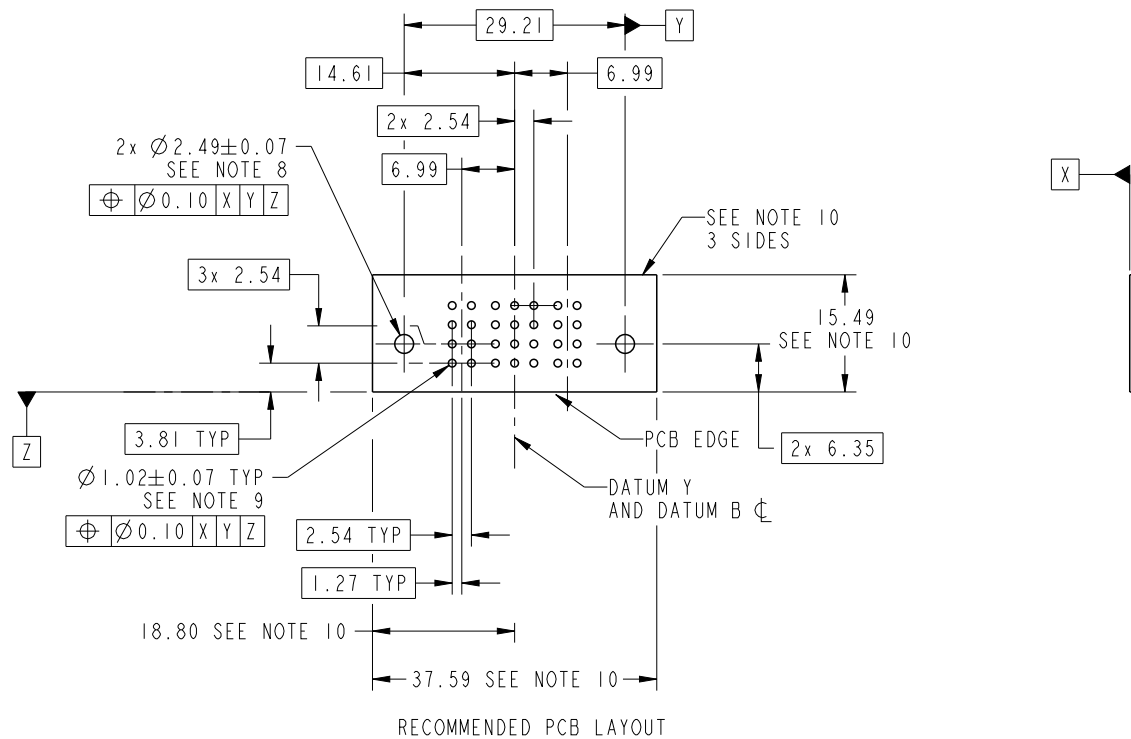 29.21
Y
14.61
6.99
2x 2.54
2x Ø2.49±0.07
SEE NOTE 8
6.99
X
⌖ Ø0.10 X Y Z
SEE NOTE 10
3 SIDES
3x 2.54
15.49
SEE NOTE 10
Z
3.81 TYP
PCB EDGE
2x 6.35
Ø1.02±0.07 TYP
SEE NOTE 9
DATUM Y
AND DATUM B ℄
⌖ Ø0.10 X Y Z
2.54 TYP
1.27 TYP
18.80 SEE NOTE 10
37.59 SEE NOTE 10
RECOMMENDED PCB LAYOUT